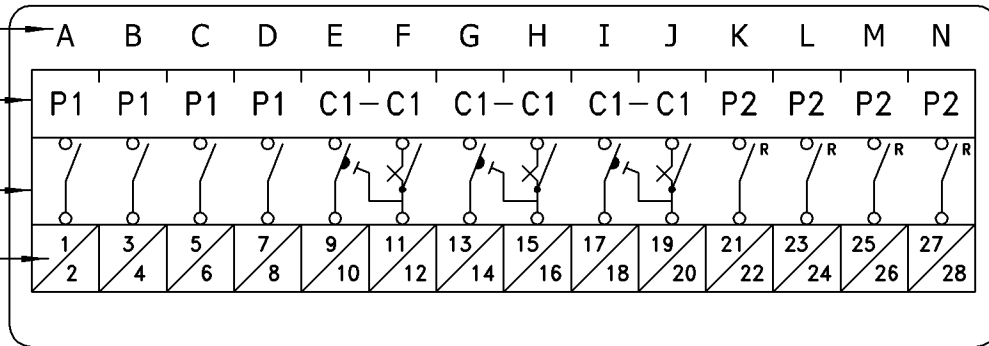 A B C D E F G H I J K L M N
P1 P1 P1 P1 C1-C1 C1-C1 C1-C1 P2 P2 P2 P2
R R R R
1 3 5 7 9 11 13 15 17 19 21 23 25 27
2 4 6 8 10 12 14 16 18 20 22 24 26 28